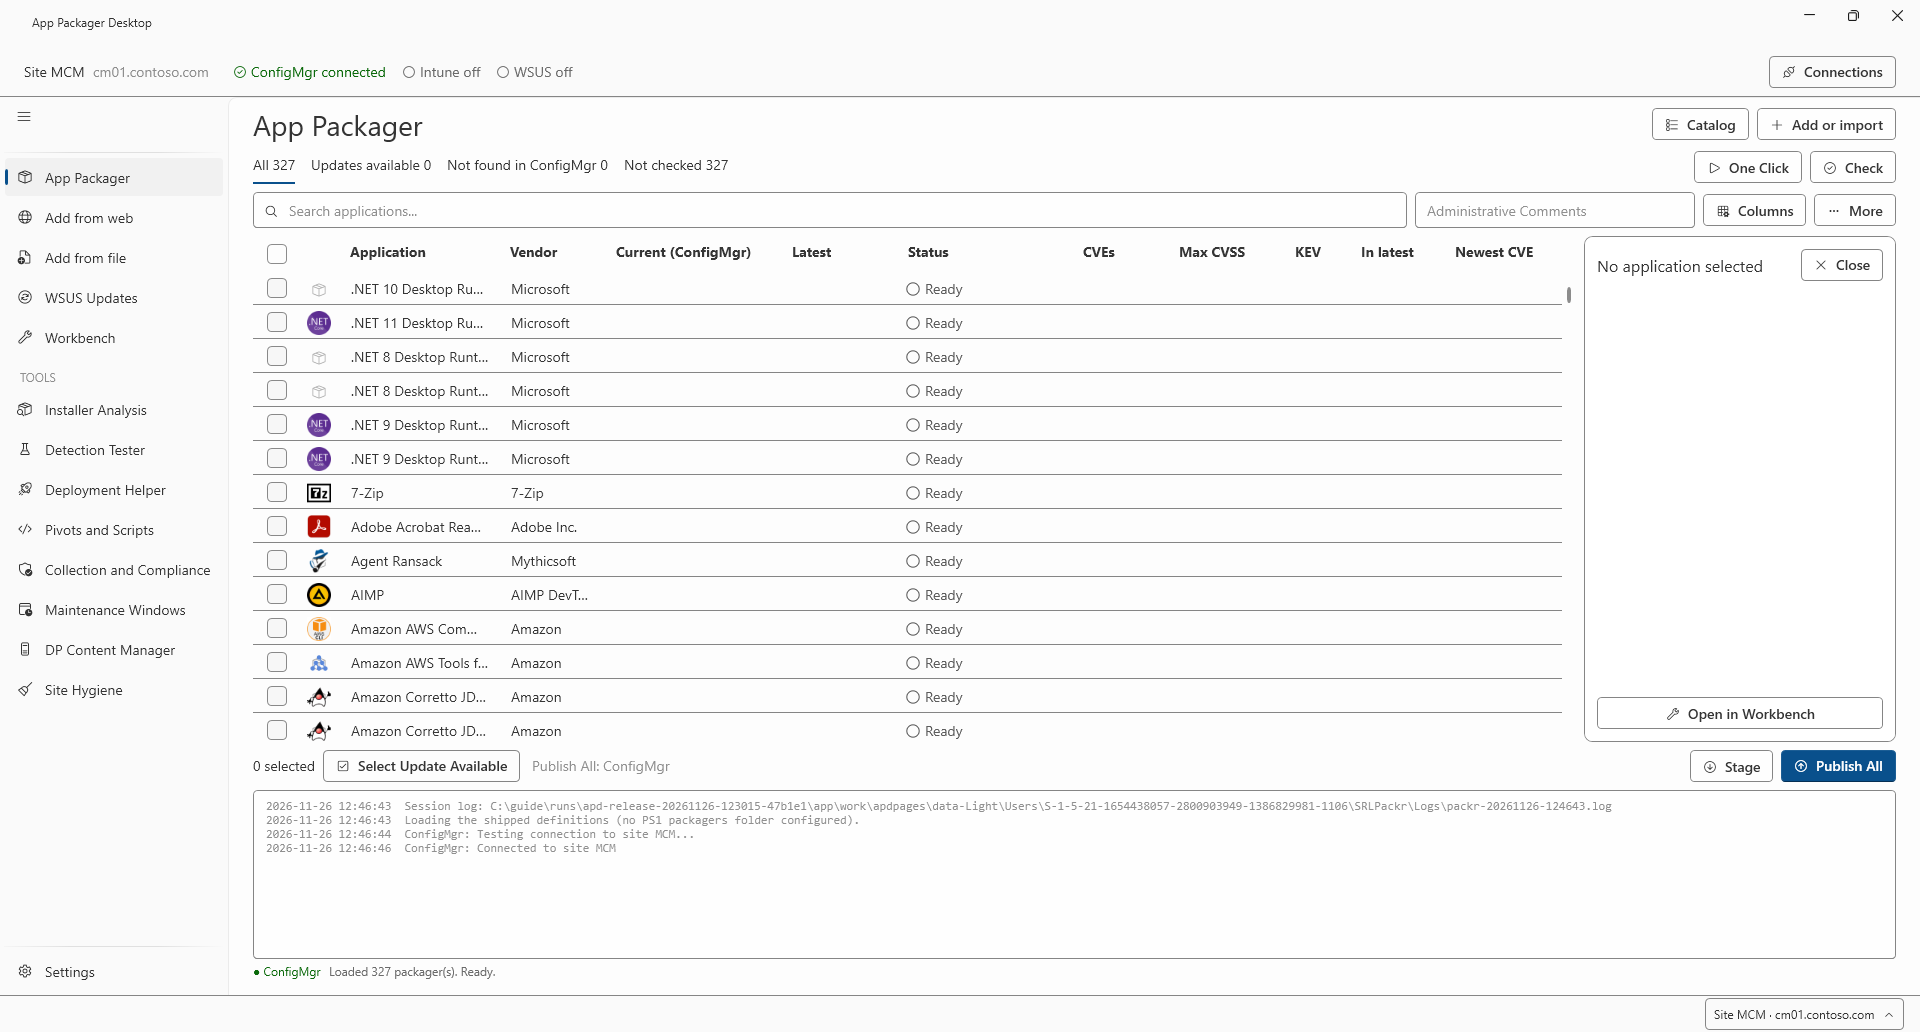 App Packager Desktop
Site MCM cm01.contoso.com ConfigMgr connected Intune off WSUS off Connections
App Packager
Add from web
Add from file
WSUS Updates
Workbench
TOOLS
Installer Analysis
Detection Tester
Deployment Helper
Pivots and Scripts
Collection and Compliance
Maintenance Windows
DP Content Manager
Site Hygiene
Settings
App Packager Catalog Add or import
All 327 Updates available 0 Not found in ConfigMgr 0 Not checked 327 One Click Check
Search applications... Administrative Comments Columns More
Application Vendor Current (ConfigMgr) Latest Status CVEs Max CVSS KEV In latest Newest CVE
.NET 10 Desktop Ru... Microsoft Ready
.NET Core .NET 11 Desktop Ru... Microsoft Ready
.NET 8 Desktop Runt... Microsoft Ready
.NET 8 Desktop Runt... Microsoft Ready
.NET Core .NET 9 Desktop Runt... Microsoft Ready
.NET Core .NET 9 Desktop Runt... Microsoft Ready
7z 7-Zip 7-Zip Ready
Adobe Acrobat Rea... Adobe Inc. Ready
Agent Ransack Mythicsoft Ready
AIMP AIMP DevT... Ready
Amazon AWS Com... Amazon Ready
Amazon AWS Tools f... Amazon Ready
Amazon Corretto JD... Amazon Ready
Amazon Corretto JD... Amazon Ready
No application selected Close
Open in Workbench
0 selected Select Update Available Publish All: ConfigMgr Stage Publish All
2026-11-26 12:46:43 Session log: C:\guide\runs\apd-release-20261126-123015-47b1e1\app\work\apdpages\data-Light\Users\S-1-5-21-1654438057-2800903949-1386829981-1106\SRLPackr\Logs\packr-20261126-124643.log
2026-11-26 12:46:43 Loading the shipped definitions (no PS1 packagers folder configured).
2026-11-26 12:46:44 ConfigMgr: Testing connection to site MCM...
2026-11-26 12:46:46 ConfigMgr: Connected to site MCM
ConfigMgr Loaded 327 packager(s). Ready.
Site MCM · cm01.contoso.com